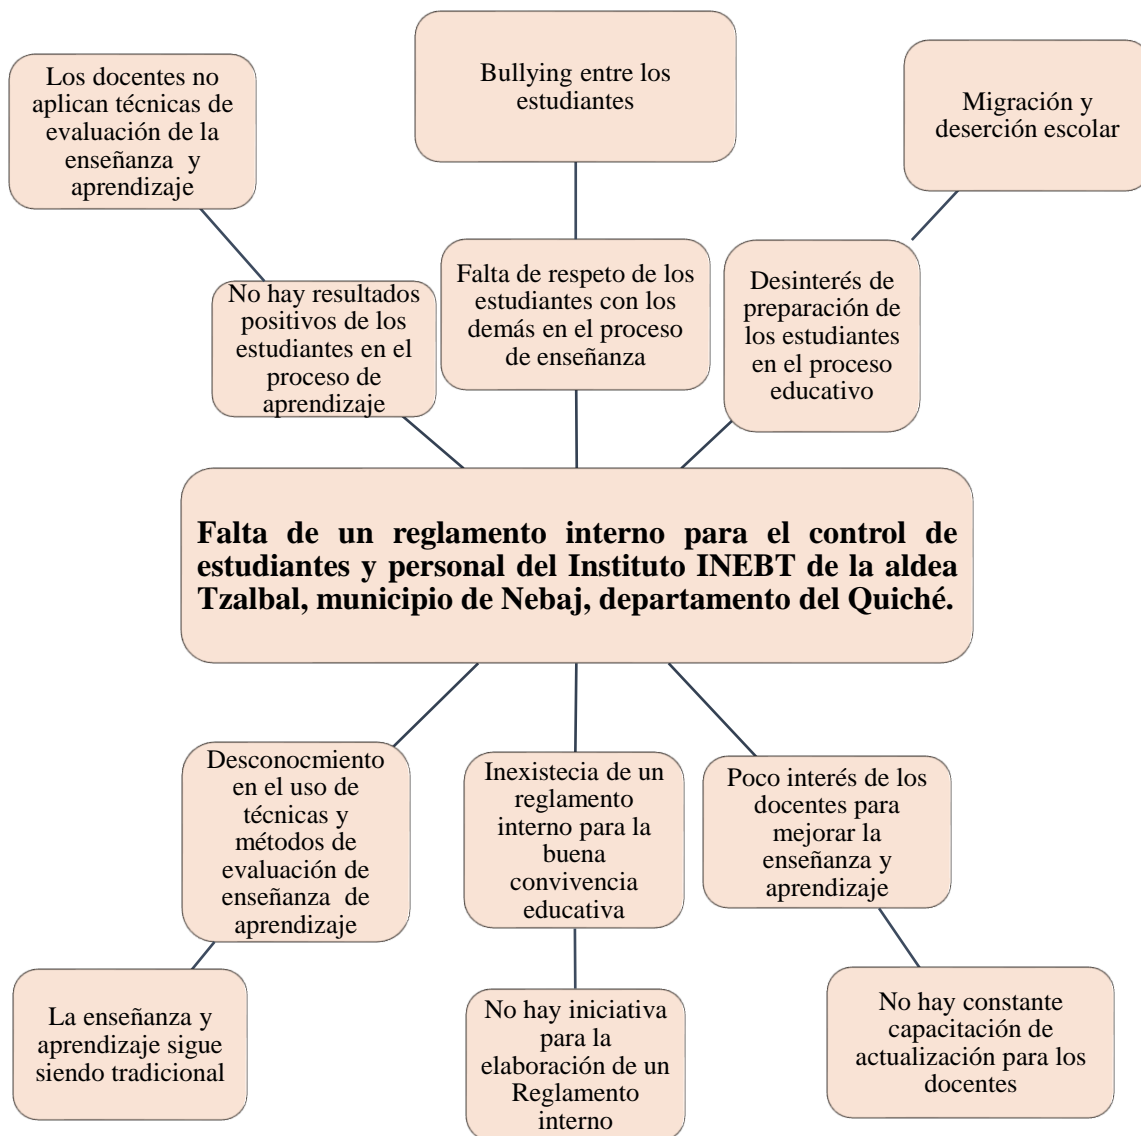 Los docentes no
aplican técnicas de
evaluación de la
enseñanza y
aprendizaje
Bullying entre los
estudiantes
Migración y
deserción escolar
No hay resultados
positivos de los
estudiantes en el
proceso de
aprendizaje
Falta de respeto de los
estudiantes con los
demás en el proceso
de enseñanza
Desinterés de
preparación de
los estudiantes
en el proceso
educativo
Falta de un reglamento interno para el control de
estudiantes y personal del Instituto INEBT de la aldea
Tzalbal, municipio de Nebaj, departamento del Quiché.
Desconocmiento
en el uso de
técnicas y
métodos de
evaluación de
enseñanza de
aprendizaje
Inexistecia de un
reglamento
interno para la
buena
convivencia
educativa
Poco interés de los
docentes para
mejorar la
enseñanza y
aprendizaje
La enseñanza y
aprendizaje sigue
siendo tradicional
No hay iniciativa
para la
elaboración de un
Reglamento
interno
No hay constante
capacitación de
actualización para los
docentes